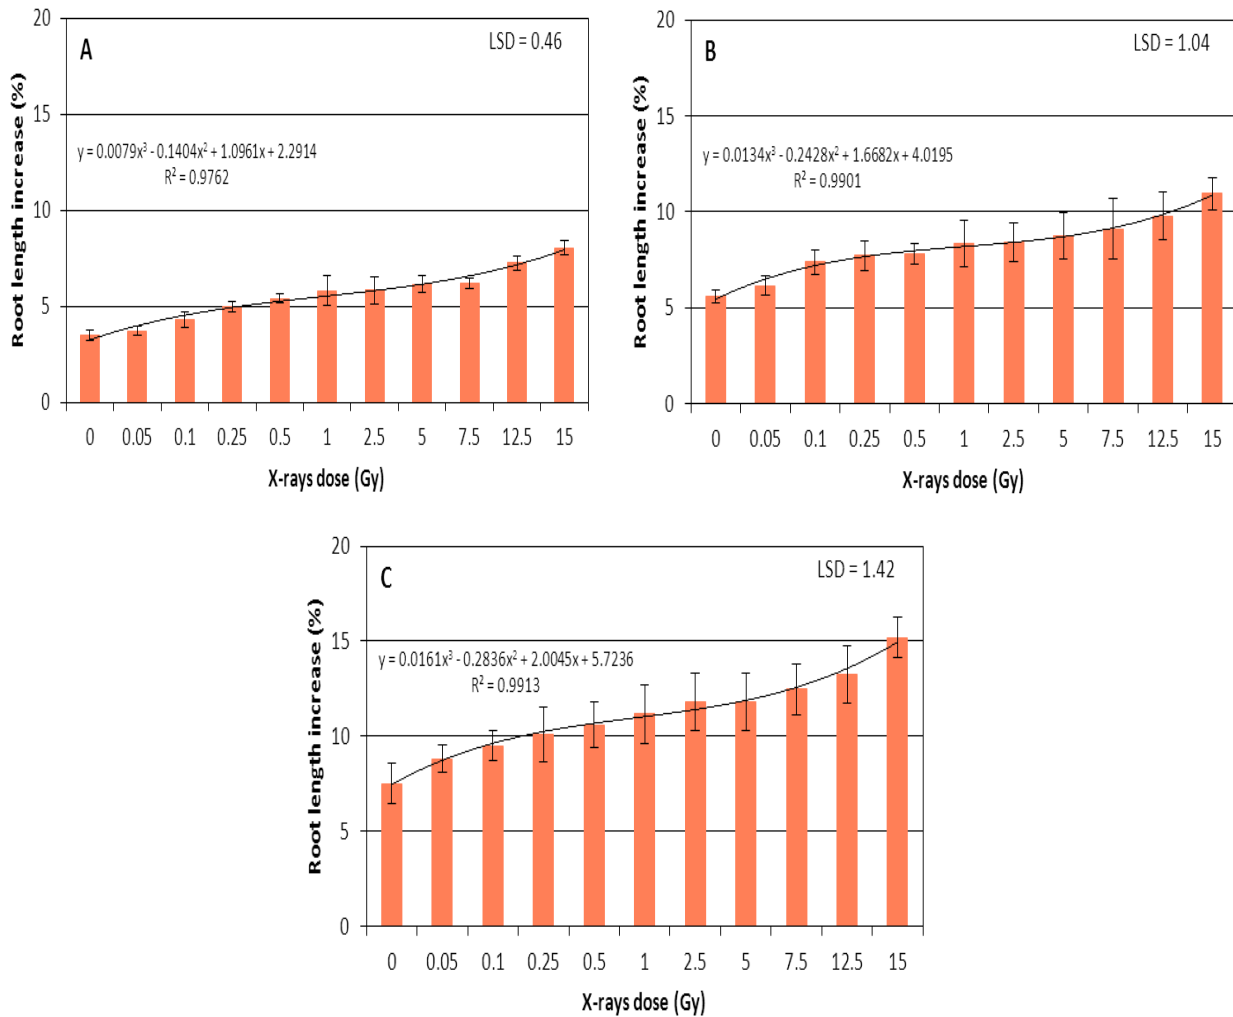 A
LSD = 0.46
Root length increase (%)
20
15
10
5
0
y = 0.0079x³ - 0.1404x² + 1.0961x + 2.2914
R² = 0.9762
0 0.05 0.1 0.25 0.5 1 2.5 5 7.5 12.5 15
X-rays dose (Gy)
B
LSD = 1.04
Root length increase (%)
20
15
10
5
0
y = 0.0134x³ - 0.2428x² + 1.6682x + 4.0195
R² = 0.9901
0 0.05 0.1 0.25 0.5 1 2.5 5 7.5 12.5 15
X-rays dose (Gy)
C
LSD = 1.42
Root length increase (%)
20
15
10
5
0
y = 0.0161x³ - 0.2836x² + 2.0045x + 5.7236
R² = 0.9913
0 0.05 0.1 0.25 0.5 1 2.5 5 7.5 12.5 15
X-rays dose (Gy)